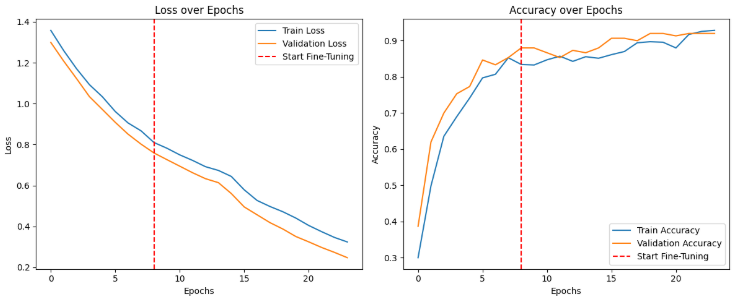 Loss over Epochs
1.4
1.2
1.0
0.8
0.6
0.4
0.2
Loss
Train Loss
Validation Loss
Start Fine-Tuning
0 5 10 15 20
Epochs
Accuracy over Epochs
0.9
0.8
0.7
0.6
0.5
0.4
0.3
Accuracy
Train Accuracy
Validation Accuracy
Start Fine-Tuning
0 5 10 15 20
Epochs